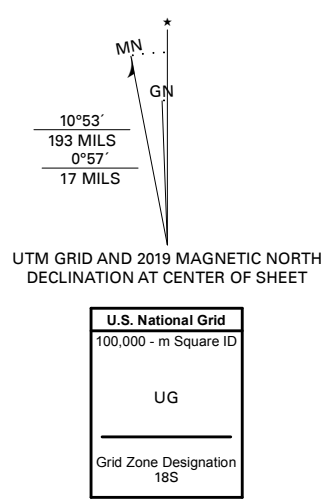 ★
MN
GN
10°53´
193 MILS
0°57´
17 MILS
UTM GRID AND 2019 MAGNETIC NORTH
DECLINATION AT CENTER OF SHEET
U.S. National Grid
100,000 - m Square ID
UG
Grid Zone Designation
18S